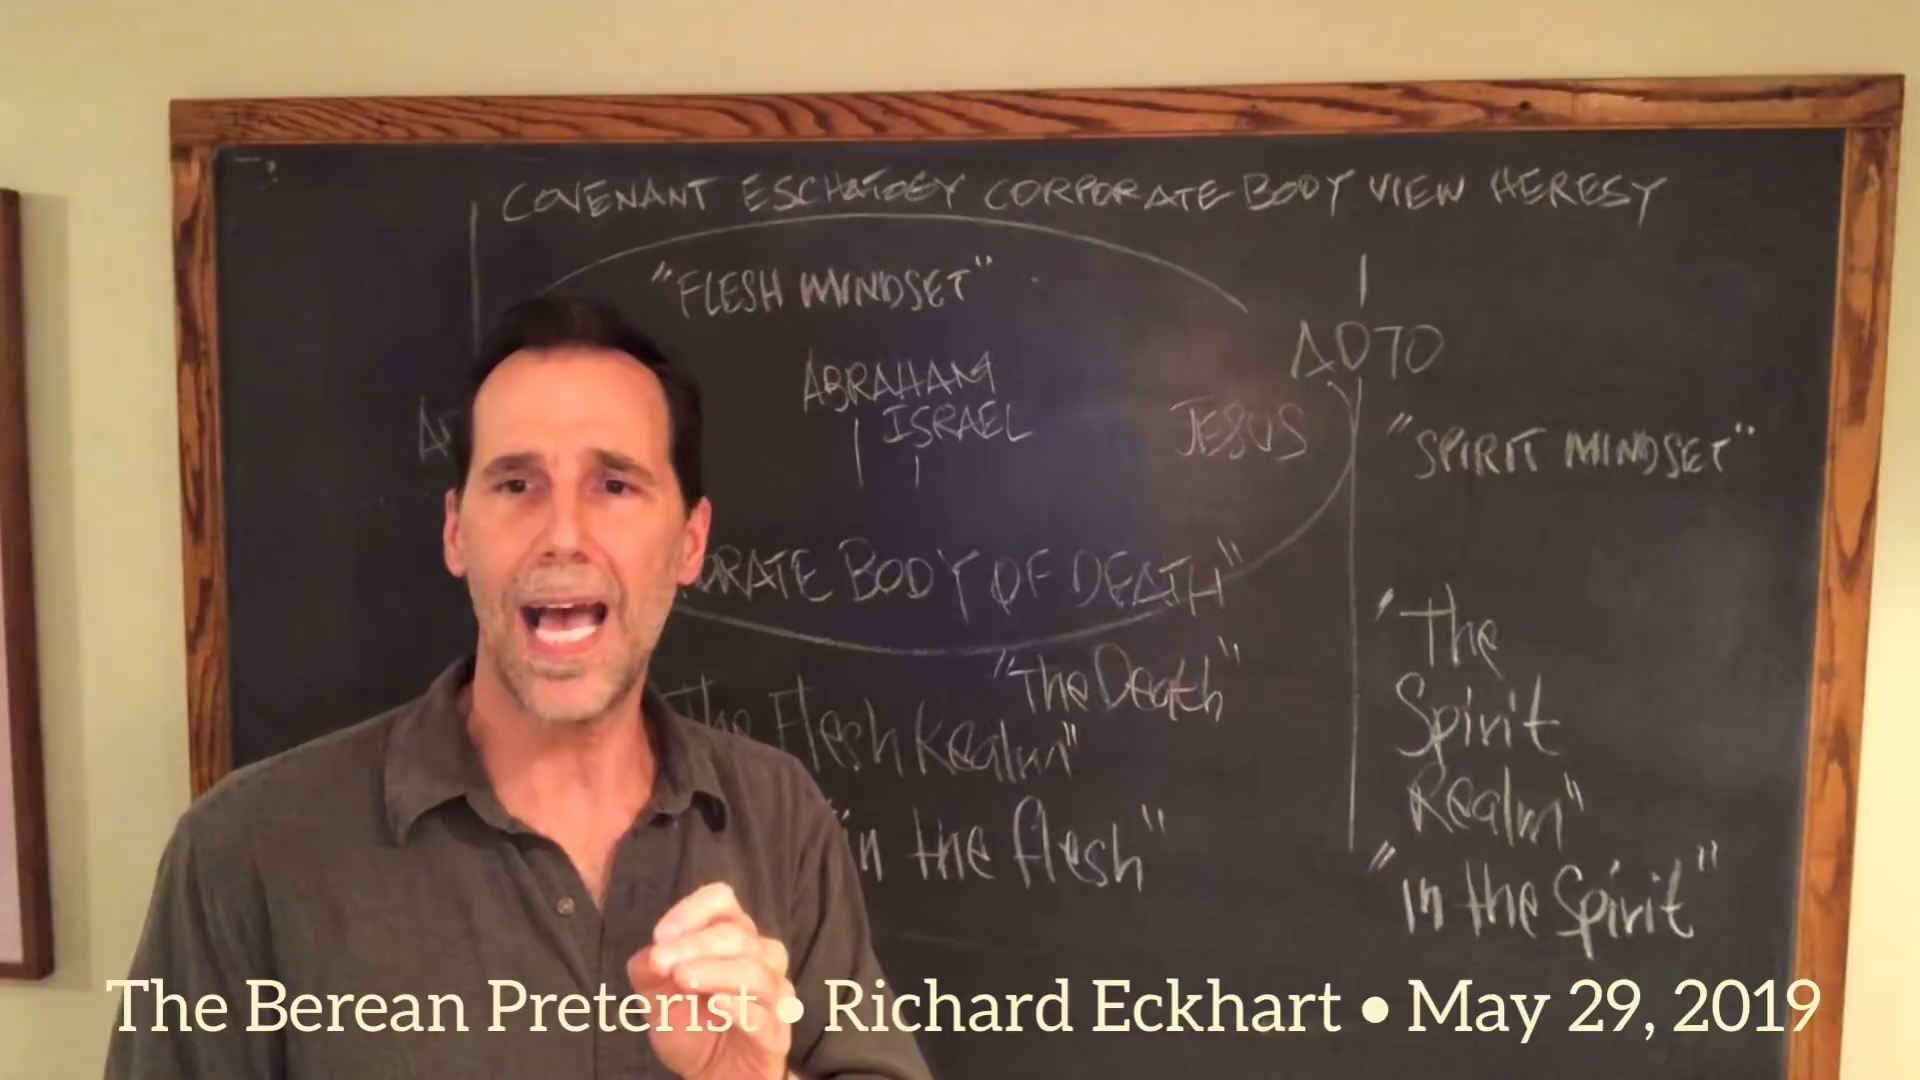 COVENANT ESCHATOLOGY CORPORATE BODY VIEW HERESY
"FLESH MINDSET"
AD70
ABRAHAM
ISRAEL
JESUS
"SPIRIT MINDSET"
BODY OF DEATH"
"The Death"
The Flesh Realm"
"The
Spirit
Realm"
in the flesh"
"in the Spirit"
The Berean Preterist • Richard Eckhart • May 29, 2019